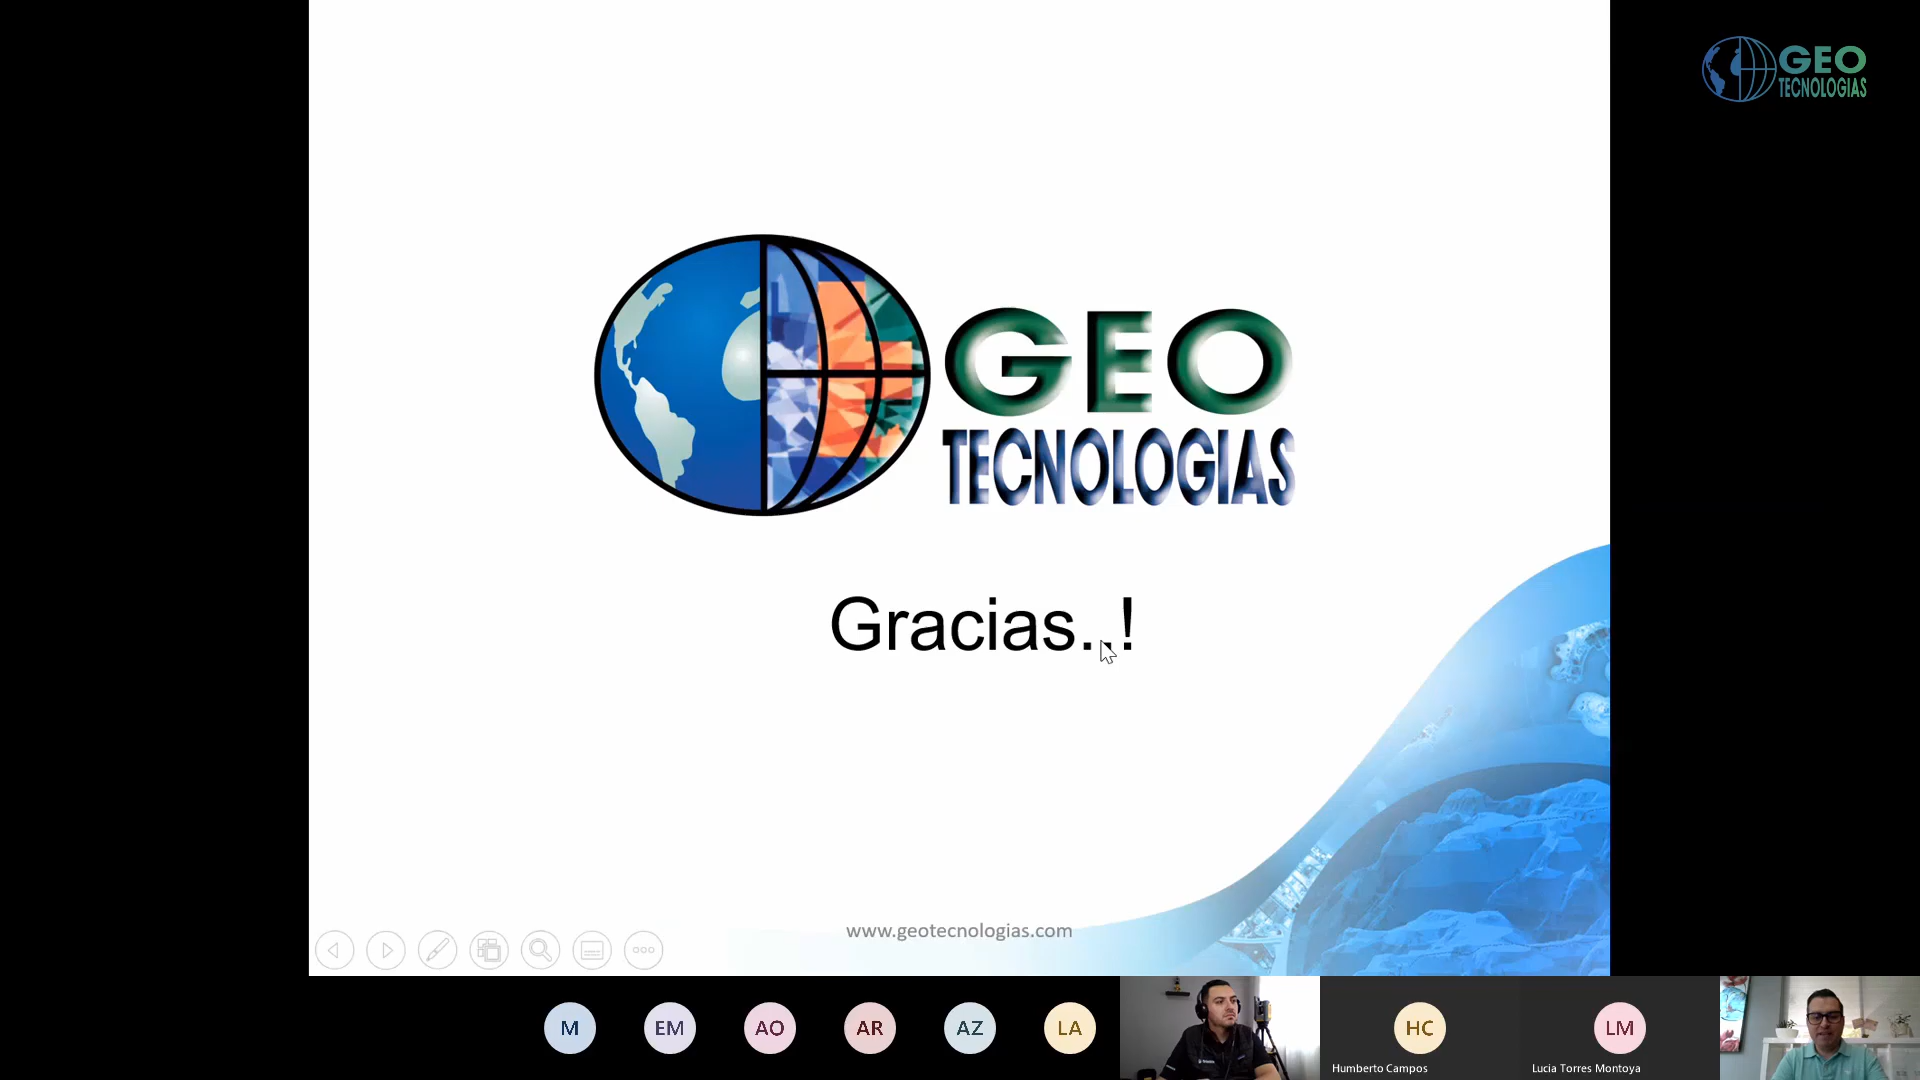 GEO
TECNOLOGIAS
GEO
TECNOLOGIAS
Gracias..!
www.geotecnologias.com
M
EM
AO
AR
AZ
LA
HC
LM
Humberto Campos
Lucia Torres Montoya